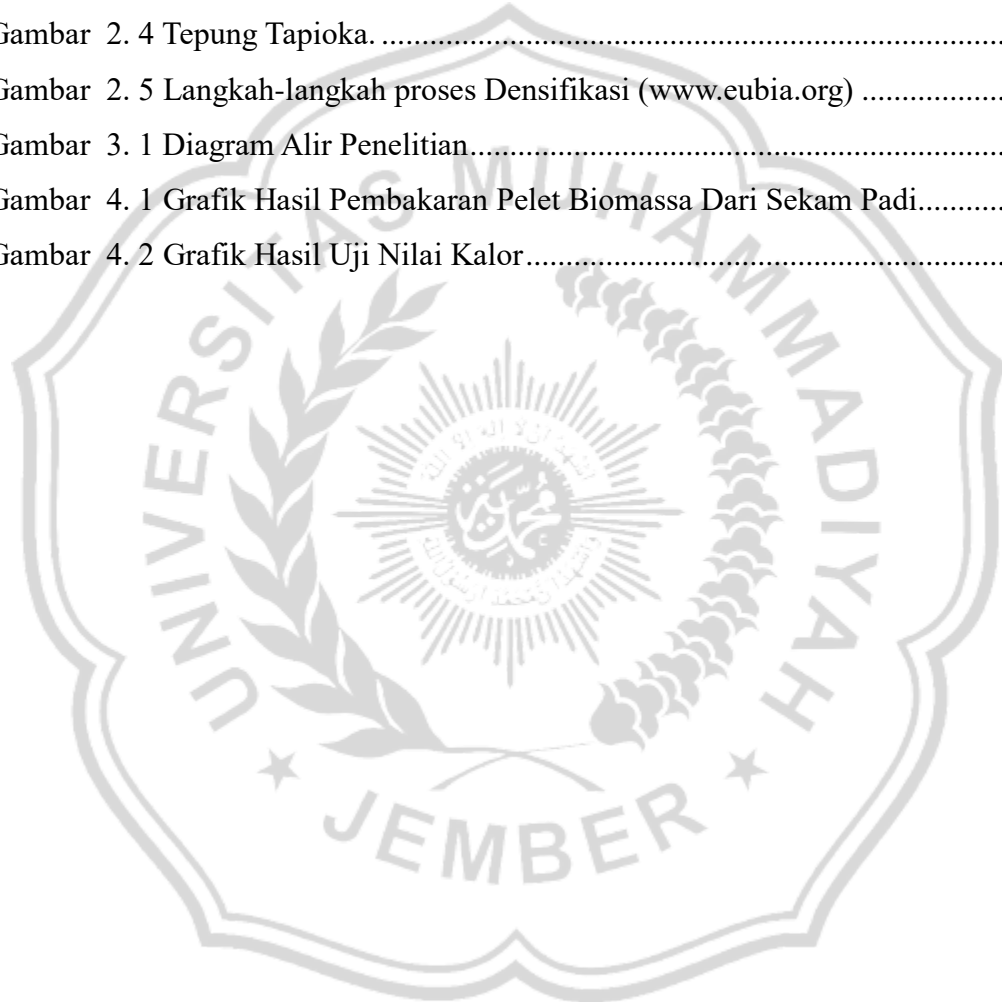 Gambar 2. 4 Tepung Tapioka. ......................................................................
Gambar 2. 5 Langkah-langkah proses Densifikasi (www.eubia.org) ..................
Gambar 3. 1 Diagram Alir Penelitian...................................................................
Gambar 4. 1 Grafik Hasil Pembakaran Pelet Biomassa Dari Sekam Padi...........
Gambar 4. 2 Grafik Hasil Uji Nilai Kalor............................................................
UNIVERSITAS MUHAMMADIYAH
JEMBER